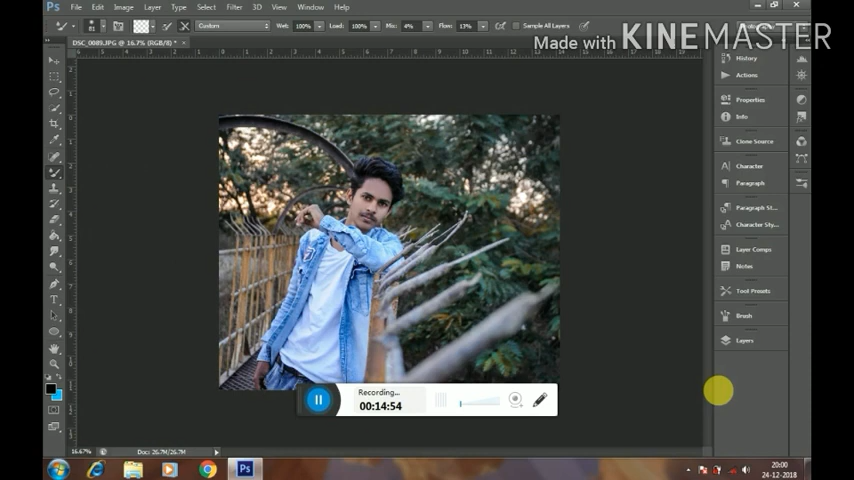 Ps File Edit Image Layer Type Select Filter 3D View Window Help
81 Custom Wet: 100% Load: 100% Mix: 4% Flow: 13% Sample All Layers
Made with KINEMASTER
DSC_0089.JPG @ 16.7% (RGB/8) * ×
History
Actions
Properties
Info
Clone Source
Character
Paragraph
Paragraph St...
Character Sty...
Layer Comps
Notes
Tool Presets
Brush
Layers
Recording...
00:14:54
16.67% Doc: 26.7M/26.7M
Ps
20:00
24-12-2018